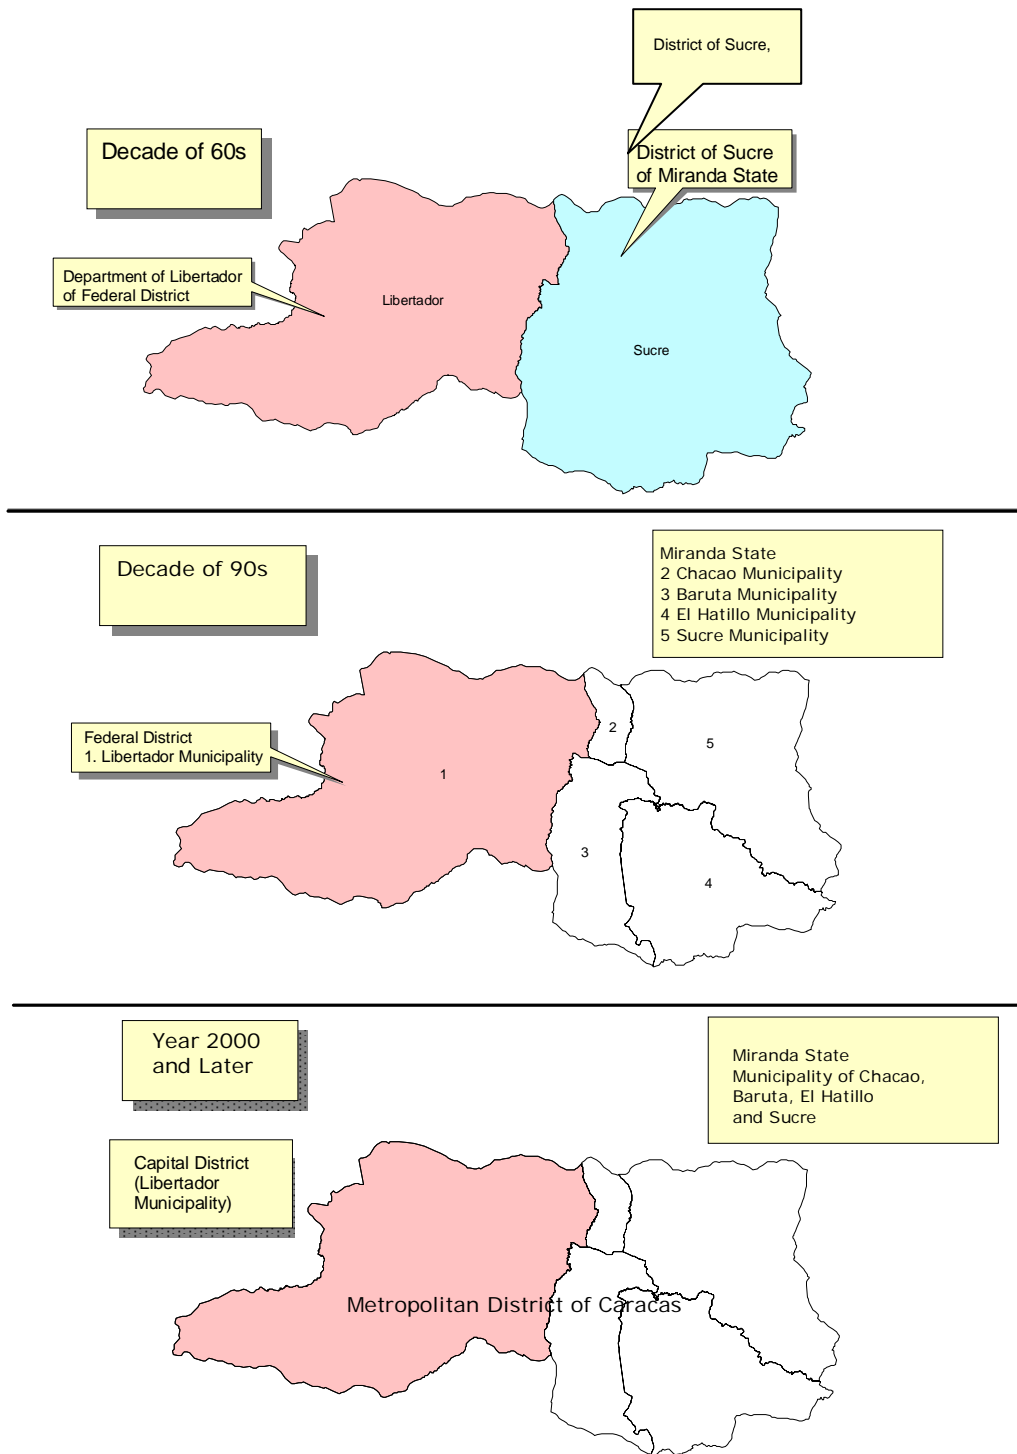 District of Sucre,
Decade of 60s
District of Sucre
of Miranda State
Department of Libertador
of Federal District
Libertador
Sucre
Decade of 90s
Miranda State
2 Chacao Municipality
3 Baruta Municipality
4 El Hatillo Municipality
5 Sucre Municipality
Federal District
1. Libertador Municipality
2
5
1
3
4
Year 2000
and Later
Miranda State
Municipality of Chacao,
Baruta, El Hatillo
and Sucre
Capital District
(Libertador
Municipality)
Metropolitan District of Caracas